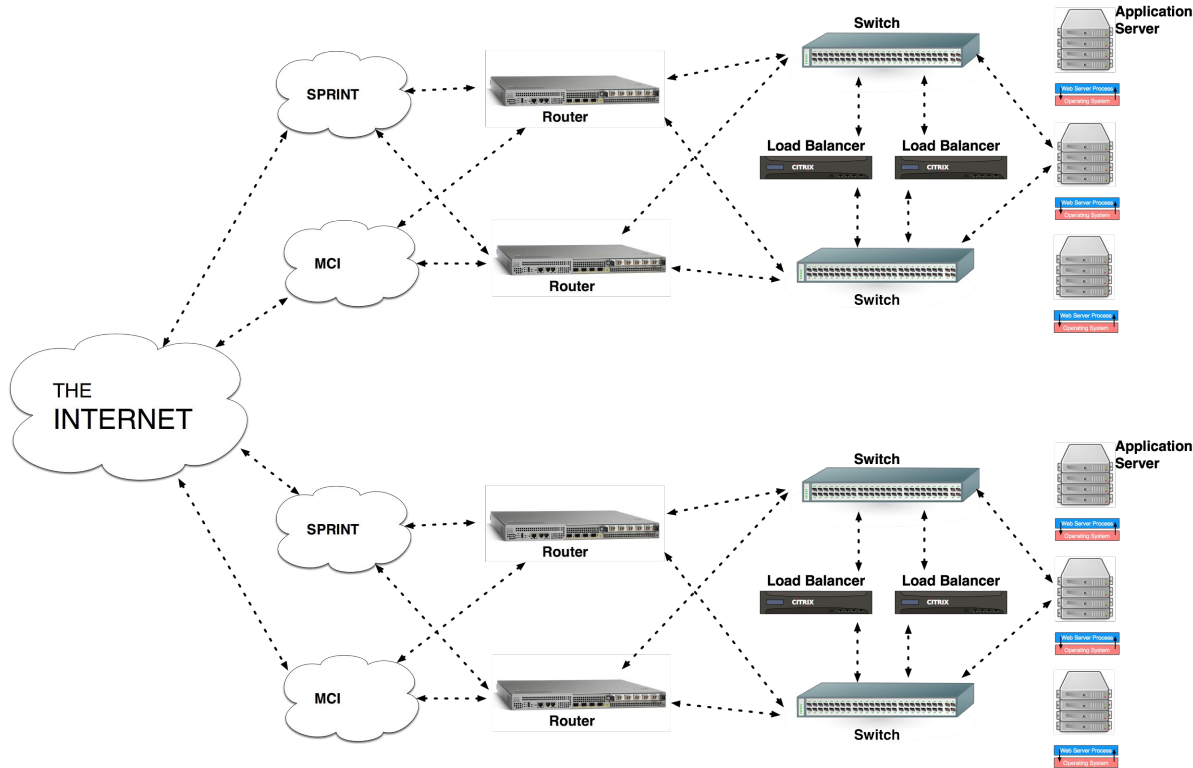 Switch
Application
Server
SPRINT
Router
Web Server Process
Operating System
Load Balancer
Load Balancer
CITRIX
CITRIX
Web Server Process
Operating System
MCI
Router
Switch
Web Server Process
Operating System
THE
INTERNET
Switch
Application
Server
SPRINT
Router
Web Server Process
Operating System
Load Balancer
Load Balancer
CITRIX
CITRIX
Web Server Process
Operating System
MCI
Router
Switch
Web Server Process
Operating System